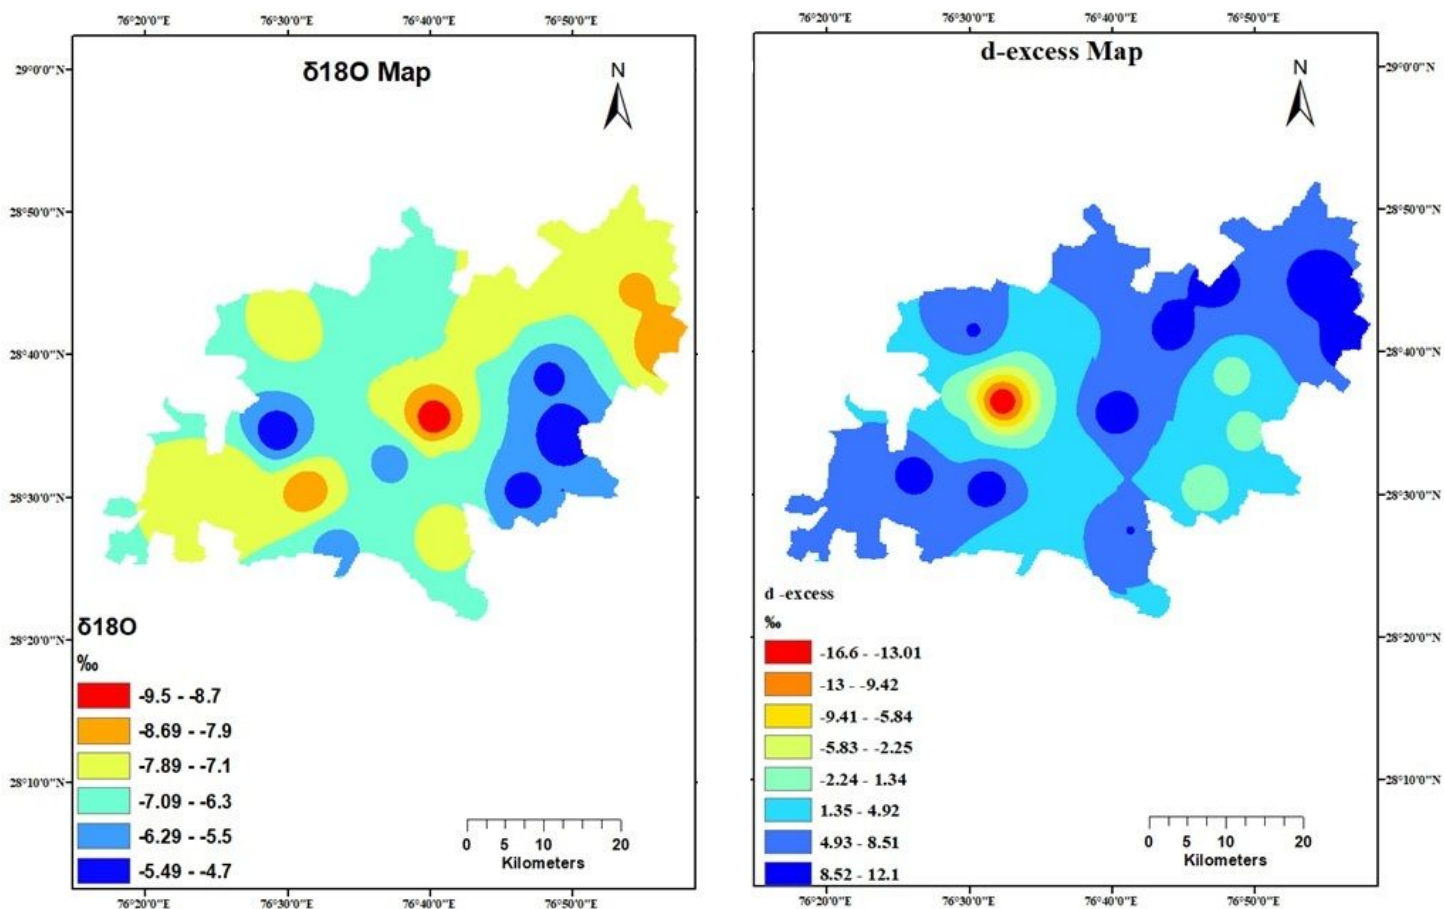 76°20'0"E 76°30'0"E 76°40'0"E 76°50'0"E
δ18O Map
N
29°0'0"N
28°50'0"N
28°40'0"N
28°30'0"N
28°20'0"N
28°10'0"N
δ18O
‰
-9.5 - -8.7
-8.69 - -7.9
-7.89 - -7.1
-7.09 - -6.3
-6.29 - -5.5
-5.49 - -4.7
0 5 10 20
Kilometers
76°20'0"E 76°30'0"E 76°40'0"E 76°50'0"E
76°20'0"E 76°30'0"E 76°40'0"E 76°50'0"E
d-excess Map
N
29°0'0"N
28°50'0"N
28°40'0"N
28°30'0"N
28°20'0"N
28°10'0"N
d -excess
‰
-16.6 - -13.01
-13 - -9.42
-9.41 - -5.84
-5.83 - -2.25
-2.24 - 1.34
1.35 - 4.92
4.93 - 8.51
8.52 - 12.1
0 5 10 20
Kilometers
76°20'0"E 76°30'0"E 76°40'0"E 76°50'0"E